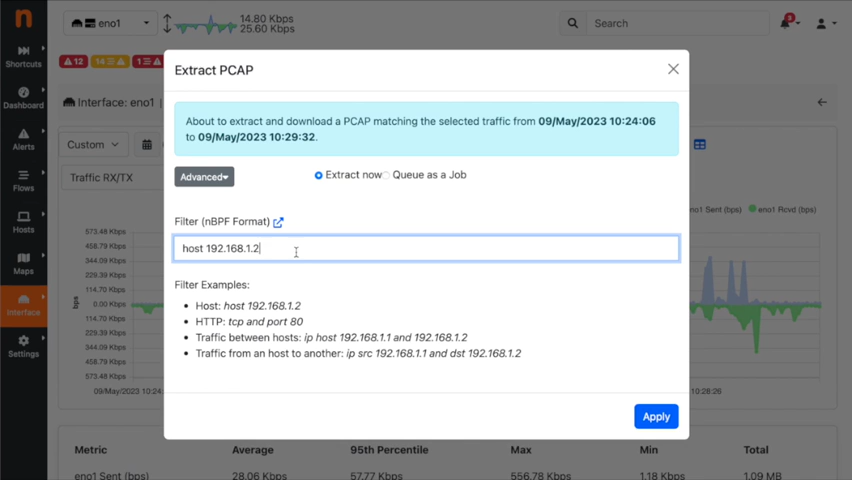 n
eno1
14.80 Kbps
25.60 Kbps
Search
3
12
14
1
Shortcuts
Dashboard
Alerts
Flows
Hosts
Maps
Interface
Settings
Interface: eno1 |
Custom
Traffic RX/TX
Extract PCAP
About to extract and download a PCAP matching the selected traffic from 09/May/2023 10:24:06
to 09/May/2023 10:29:32.
Advanced
Extract now
Queue as a Job
Filter (nBPF Format)
host 192.168.1.2
Filter Examples:
Host: host 192.168.1.2
HTTP: tcp and port 80
Traffic between hosts: ip host 192.168.1.1 and 192.168.1.2
Traffic from an host to another: ip src 192.168.1.1 and dst 192.168.1.2
Apply
eno1 Sent (bps)
eno1 Rcvd (bps)
573.48 Kbps
458.79 Kbps
344.09 Kbps
229.39 Kbps
114.70 Kbps
0.00 Kbps
114.70 Kbps
229.39 Kbps
344.09 Kbps
458.79 Kbps
573.48 Kbps
bps
09/May/2023 10:24:
10:28:26
Metric
Average
95th Percentile
Max
Min
Total
eno1 Sent (bps)
28.06 Kbps
57.77 Kbps
556.78 Kbps
1.18 Kbps
1.09 MB